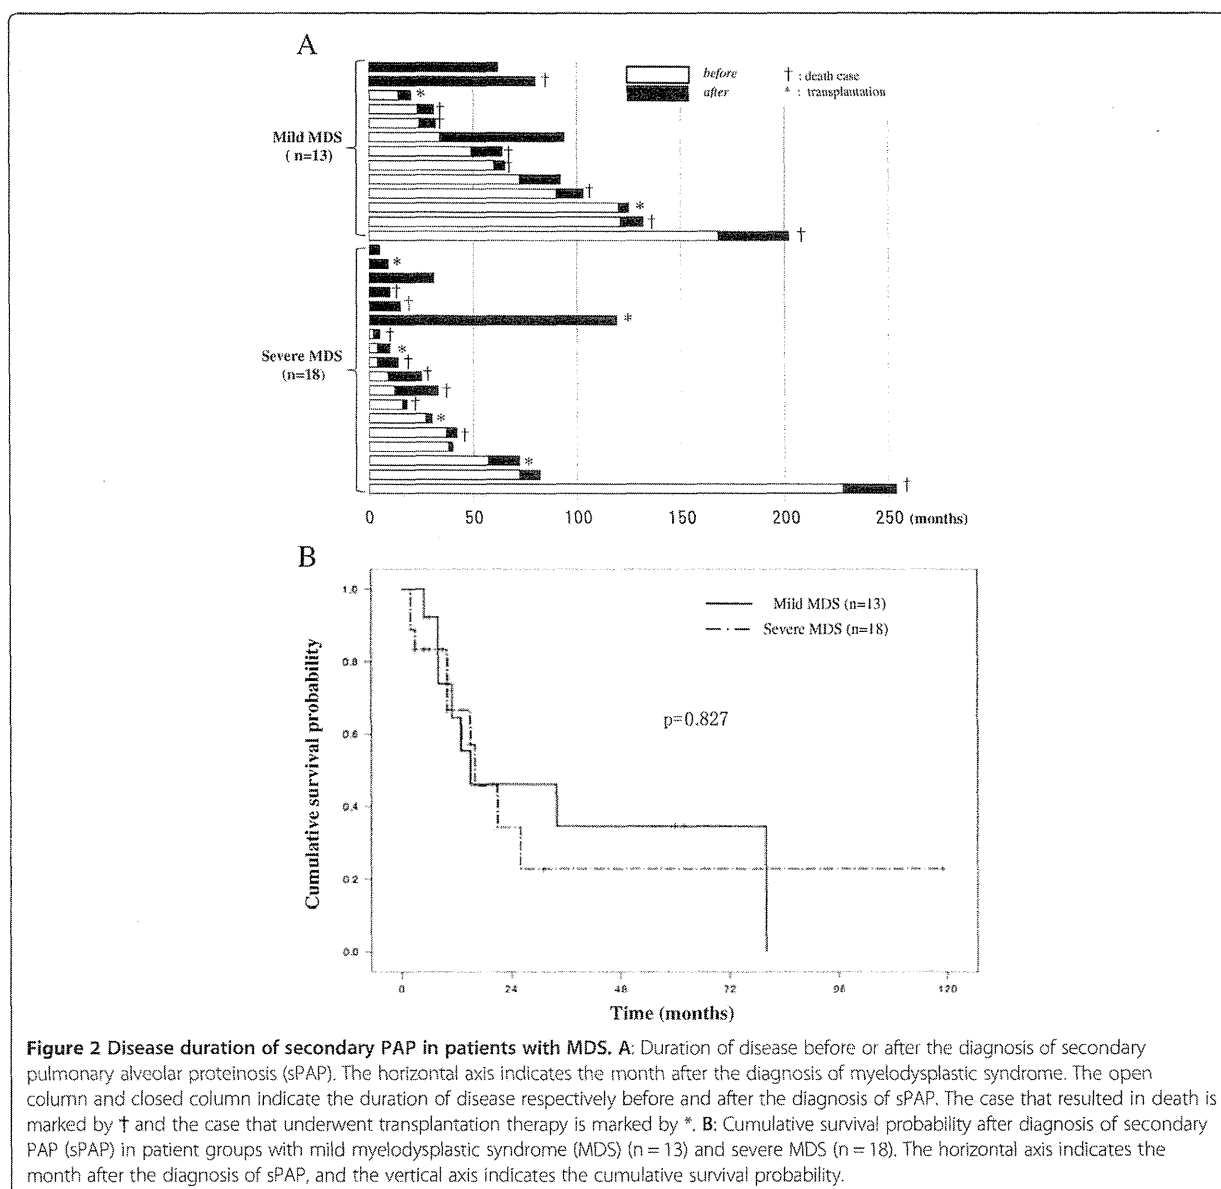 A
before
† : death case
after
* : transplantation
†
*
†
†
Mild MDS
( n=13)
†
†
†
*
†
†
*
†
†
*
†
*
Severe MDS
†
(n=18)
†
†
†
*
†
*
†
0 50 100 150 200 250 (months)
B
1.0
Mild MDS (n=13)
Severe MDS (n=18)
0.8
p=0.827
0.6
Cumulative survival probability
0.4
0.2
0.0
0 24 48 72 96 120
Time (months)
Figure 2 Disease duration of secondary PAP in patients with MDS. A: Duration of disease before or after the diagnosis of secondary
pulmonary alveolar proteinosis (sPAP). The horizontal axis indicates the month after the diagnosis of myelodysplastic syndrome. The open
column and closed column indicate the duration of disease respectively before and after the diagnosis of sPAP. The case that resulted in death is
marked by † and the case that underwent transplantation therapy is marked by *. B: Cumulative survival probability after diagnosis of secondary
PAP (sPAP) in patient groups with mild myelodysplastic syndrome (MDS) (n = 13) and severe MDS (n = 18). The horizontal axis indicates the
month after the diagnosis of sPAP, and the vertical axis indicates the cumulative survival probability.